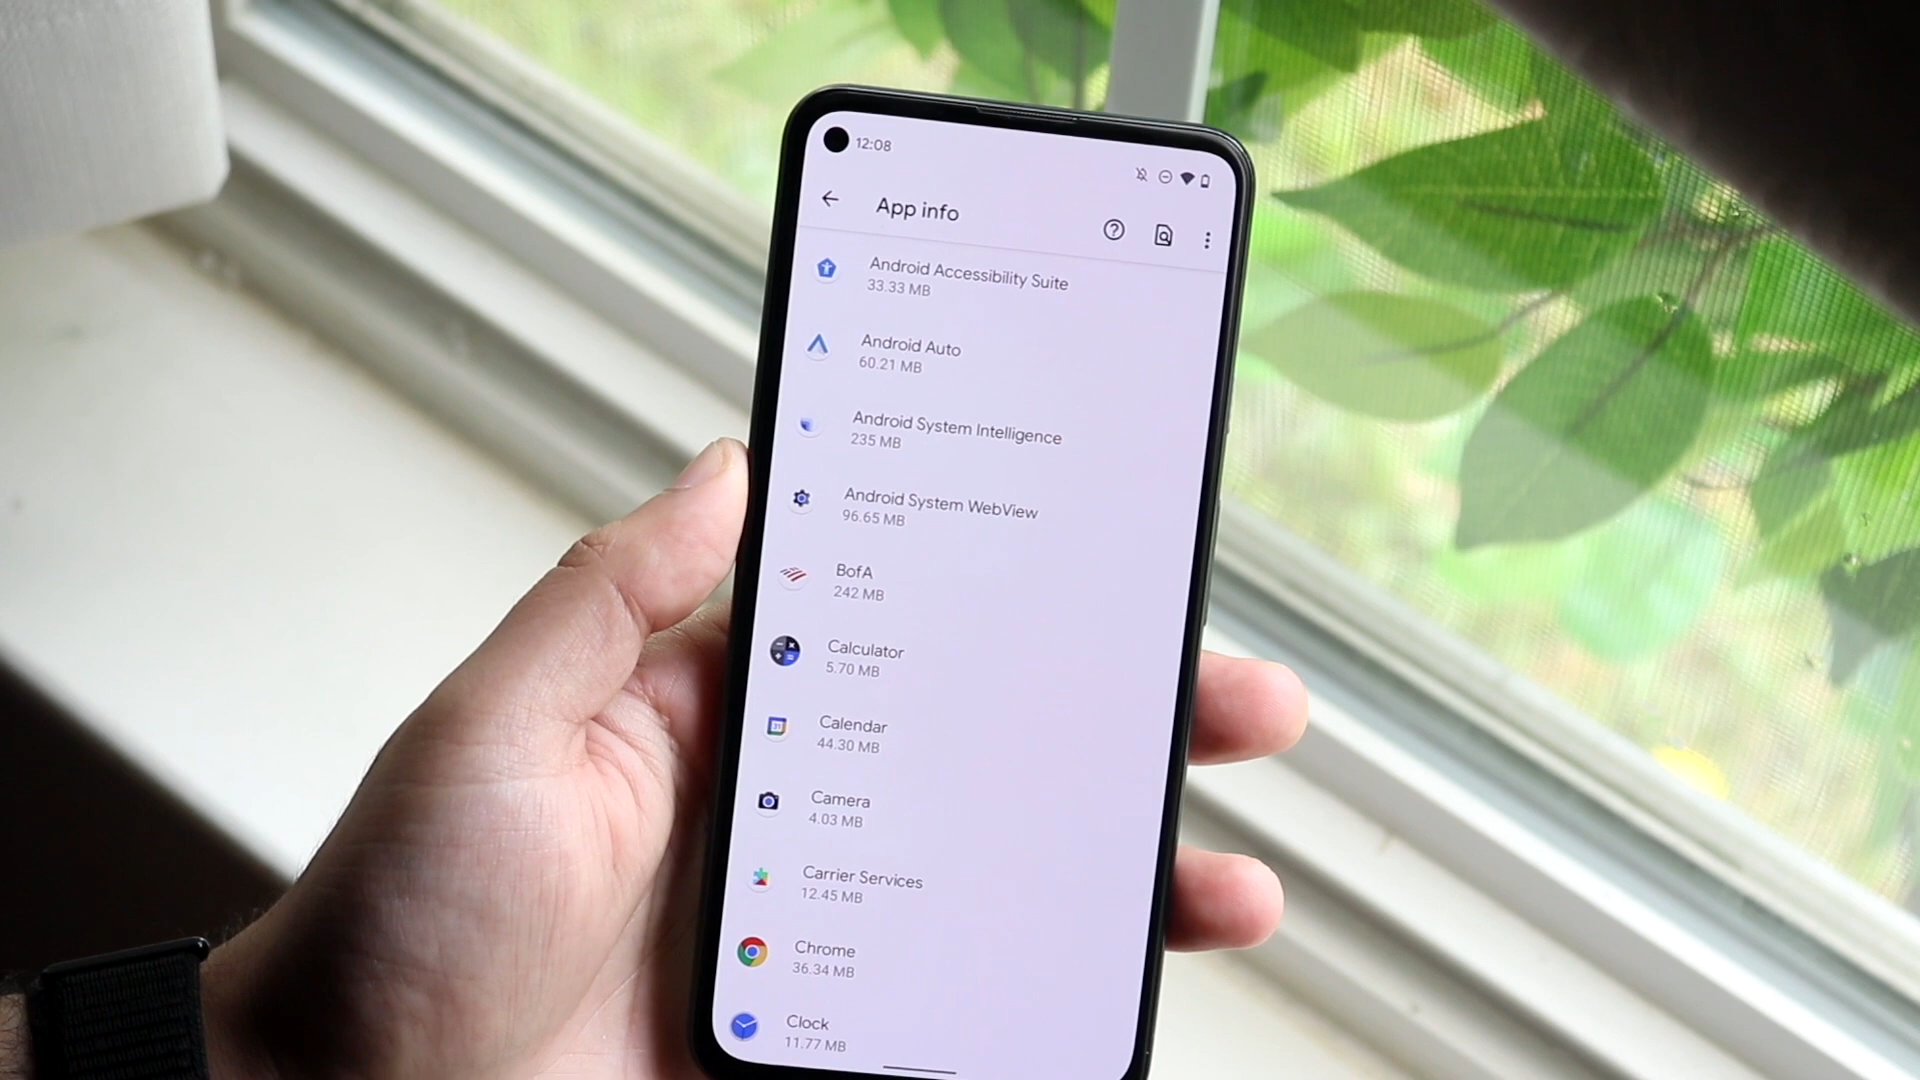 12:08
App info
Android Accessibility Suite
33.33 MB
Android Auto
60.21 MB
Android System Intelligence
235 MB
Android System WebView
96.65 MB
BofA
242 MB
Calculator
5.70 MB
Calendar
44.30 MB
Camera
4.03 MB
Carrier Services
12.45 MB
Chrome
36.34 MB
Clock
11.77 MB